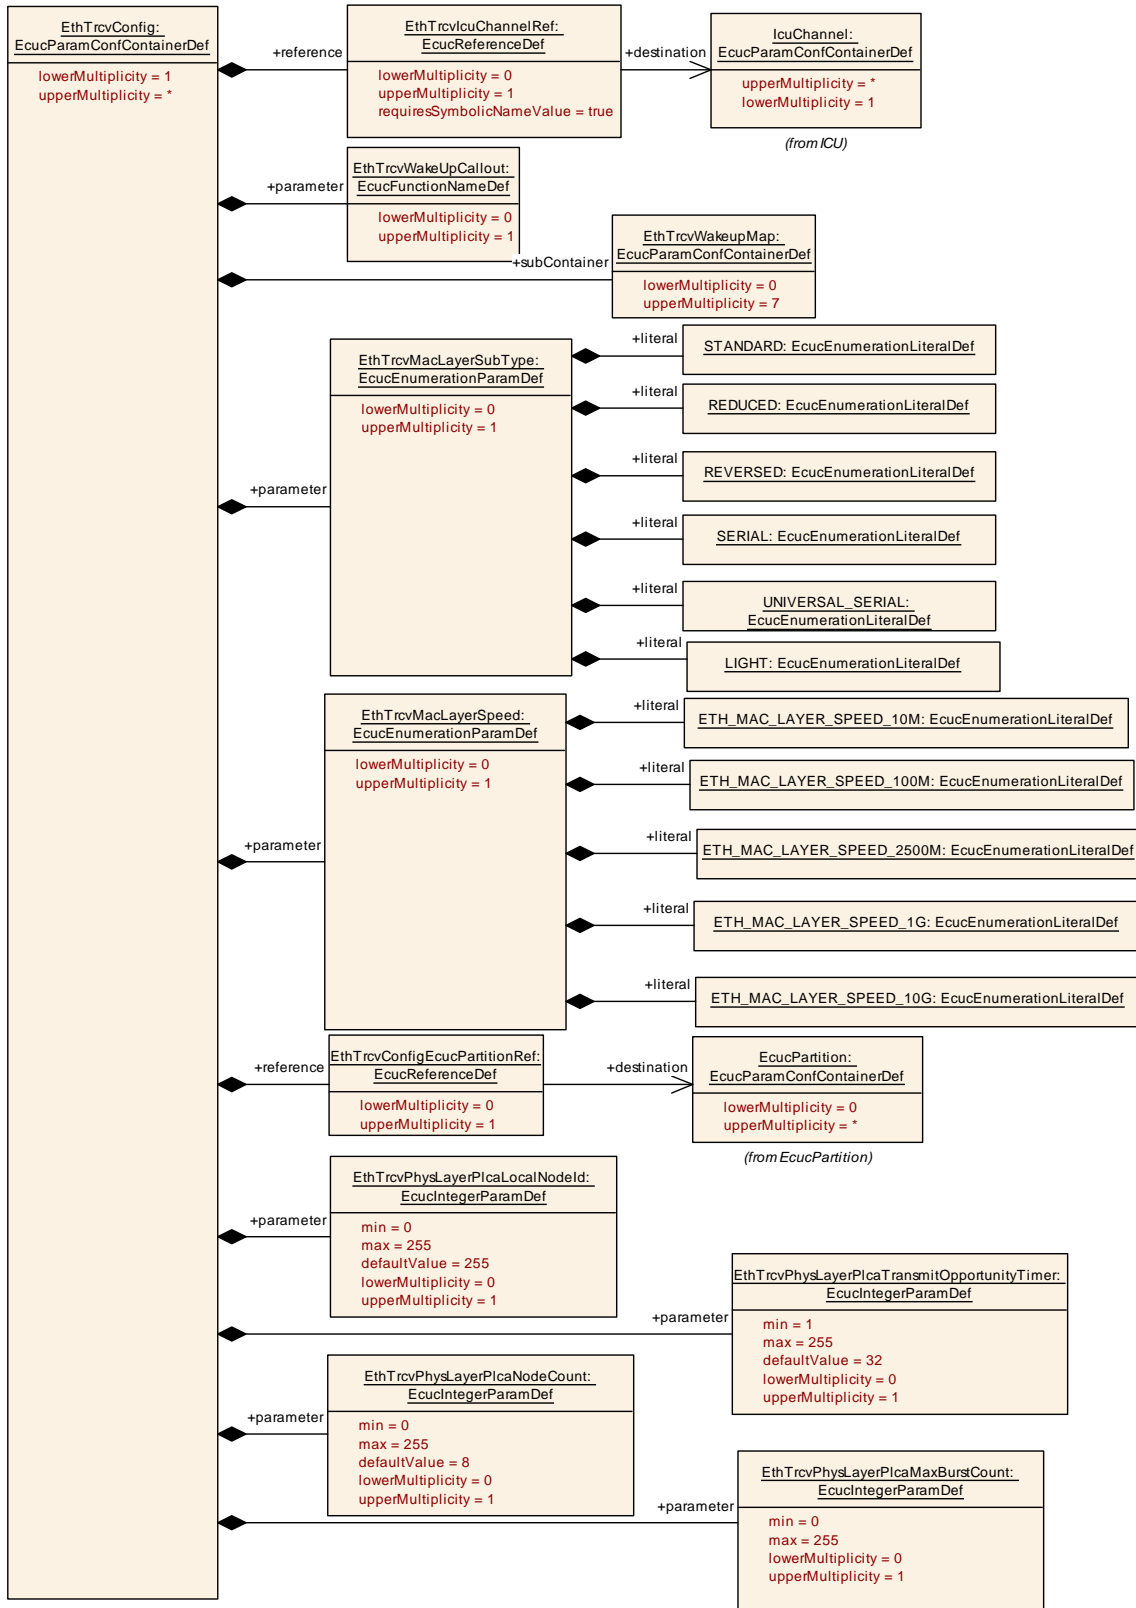 EthTrcvConfig:
EcucParamConfContainerDef
lowerMultiplicity = 1
upperMultiplicity = *
+reference
EthTrcvIcuChannelRef:
EcucReferenceDef
lowerMultiplicity = 0
upperMultiplicity = 1
requiresSymbolicNameValue = true
+destination
IcuChannel:
EcucParamConfContainerDef
upperMultiplicity = *
lowerMultiplicity = 1
(from ICU)
+parameter
EthTrcvWakeUpCallout:
EcucFunctionNameDef
lowerMultiplicity = 0
upperMultiplicity = 1
+subContainer
EthTrcvWakeupMap:
EcucParamConfContainerDef
lowerMultiplicity = 0
upperMultiplicity = 7
+parameter
EthTrcvMacLayerSubType:
EcucEnumerationParamDef
lowerMultiplicity = 0
upperMultiplicity = 1
+literal
STANDARD: EcucEnumerationLiteralDef
+literal
REDUCED: EcucEnumerationLiteralDef
+literal
REVERSED: EcucEnumerationLiteralDef
+literal
SERIAL: EcucEnumerationLiteralDef
+literal
UNIVERSAL_SERIAL:
EcucEnumerationLiteralDef
+literal
LIGHT: EcucEnumerationLiteralDef
+parameter
EthTrcvMacLayerSpeed:
EcucEnumerationParamDef
lowerMultiplicity = 0
upperMultiplicity = 1
+literal
ETH_MAC_LAYER_SPEED_10M: EcucEnumerationLiteralDef
+literal
ETH_MAC_LAYER_SPEED_100M: EcucEnumerationLiteralDef
+literal
ETH_MAC_LAYER_SPEED_2500M: EcucEnumerationLiteralDef
+literal
ETH_MAC_LAYER_SPEED_1G: EcucEnumerationLiteralDef
+literal
ETH_MAC_LAYER_SPEED_10G: EcucEnumerationLiteralDef
+reference
EthTrcvConfigEcucPartitionRef:
EcucReferenceDef
lowerMultiplicity = 0
upperMultiplicity = 1
+destination
EcucPartition:
EcucParamConfContainerDef
lowerMultiplicity = 0
upperMultiplicity = *
(from EcucPartition)
+parameter
EthTrcvPhysLayerPlcaLocalNodeId:
EcucIntegerParamDef
min = 0
max = 255
defaultValue = 255
lowerMultiplicity = 0
upperMultiplicity = 1
+parameter
EthTrcvPhysLayerPlcaTransmitOpportunityTimer:
EcucIntegerParamDef
min = 1
max = 255
defaultValue = 32
lowerMultiplicity = 0
upperMultiplicity = 1
+parameter
EthTrcvPhysLayerPlcaNodeCount:
EcucIntegerParamDef
min = 0
max = 255
defaultValue = 8
lowerMultiplicity = 0
upperMultiplicity = 1
+parameter
EthTrcvPhysLayerPlcaMaxBurstCount:
EcucIntegerParamDef
min = 0
max = 255
lowerMultiplicity = 0
upperMultiplicity = 1